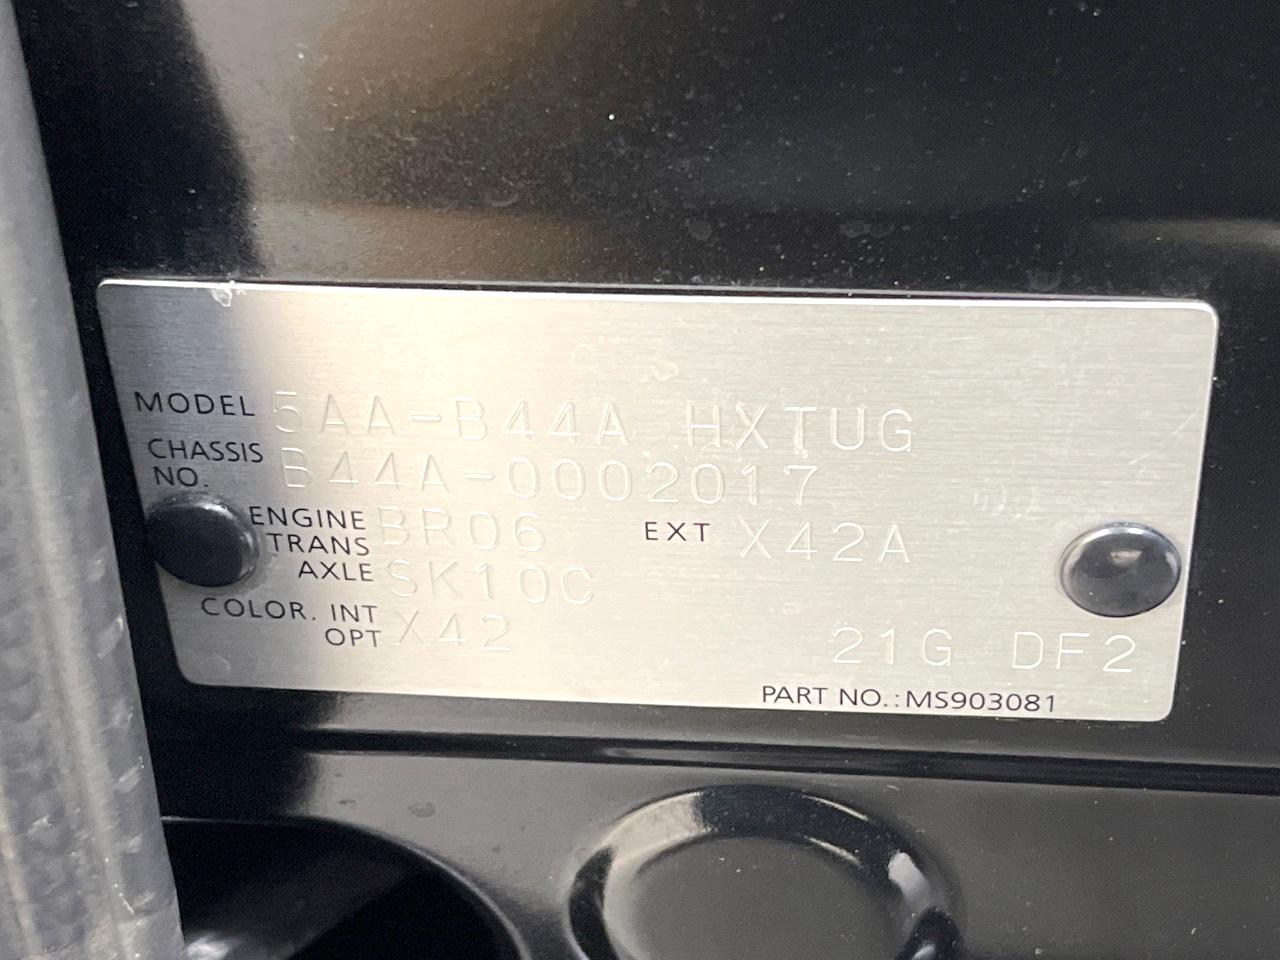 MODEL 5AA-B44A HXTUG
CHASSIS NO. B44A-0002017
ENGINE BR06 EXT X42A
TRANS AXLE SK10C
COLOR. INT OPT X42 21G DF2
PART NO.:MS903081